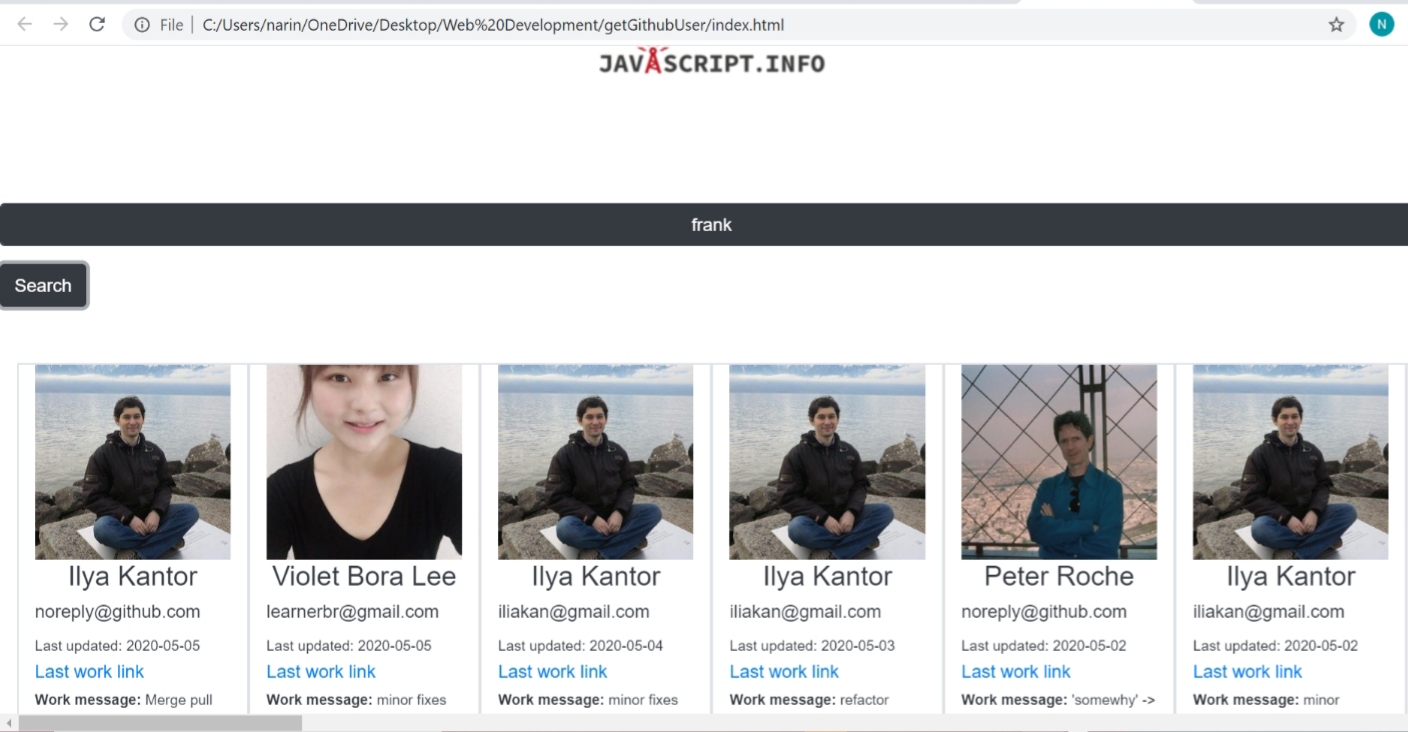 File | C:/Users/narin/OneDrive/Desktop/Web%20Development/getGithubUser/index.html
N
JAVASCRIPT.INFO
frank
Search
Ilya Kantor
noreply@github.com
Last updated: 2020-05-05
Last work link
Work message: Merge pull
Violet Bora Lee
learnerbr@gmail.com
Last updated: 2020-05-05
Last work link
Work message: minor fixes
Ilya Kantor
iliakan@gmail.com
Last updated: 2020-05-04
Last work link
Work message: minor fixes
Ilya Kantor
iliakan@gmail.com
Last updated: 2020-05-03
Last work link
Work message: refactor
Peter Roche
noreply@github.com
Last updated: 2020-05-02
Last work link
Work message: 'somewhy' ->
Ilya Kantor
iliakan@gmail.com
Last updated: 2020-05-02
Last work link
Work message: minor